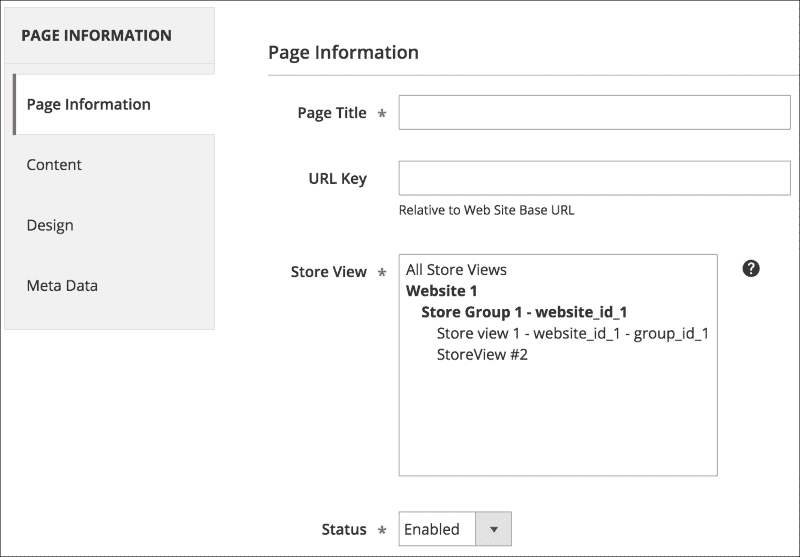 PAGE INFORMATION
Page Information
Content
Design
Meta Data
Page Information
Page Title *
URL Key
Relative to Web Site Base URL
Store View *
All Store Views
Website 1
Store Group 1 - website_id_1
Store view 1 - website_id_1 - group_id_1
StoreView #2
?
Status * Enabled